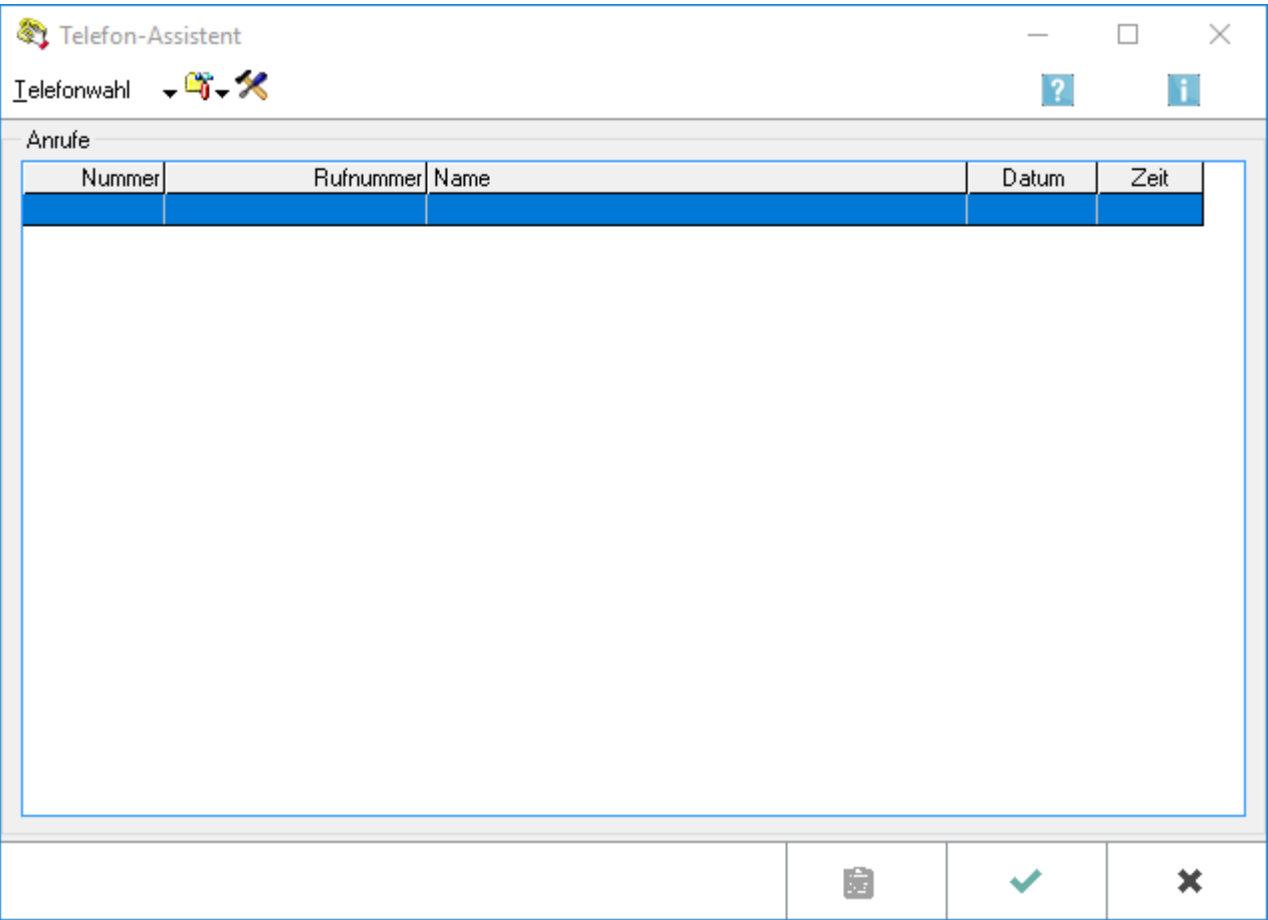 Telefon-Assistent
Telefonwahl
? i
Anrufe
Nummer Rufnummer Name Datum Zeit